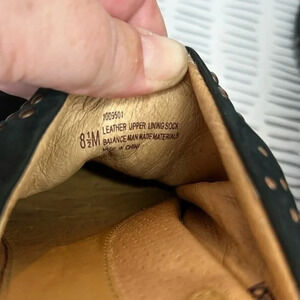 1009501
8½M
LEATHER UPPER LINING SOCK
BALANCE MAN MADE MATERIALS
MADE IN CHINA